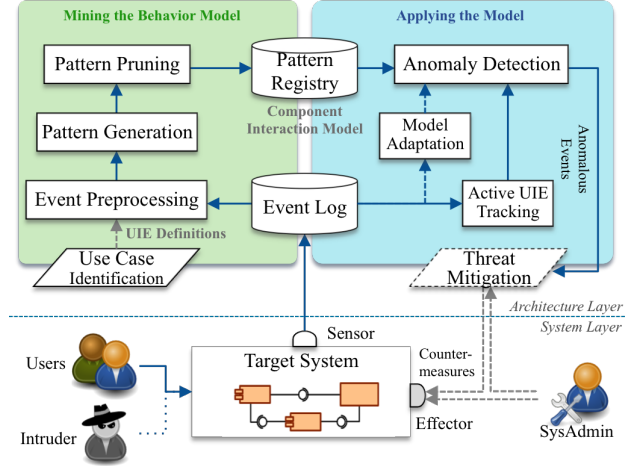 Mining the Behavior Model
Applying the Model
Pattern Pruning
Pattern
Registry
Anomaly Detection
Component
Interaction Model
Pattern Generation
Model
Adaptation
Anomalous
Events
Event Preprocessing
Event Log
Active UIE
Tracking
UIE Definitions
Use Case
Identification
Threat
Mitigation
Architecture Layer
System Layer
Sensor
Users
Target System
Counter-
measures
Effector
Intruder
SysAdmin